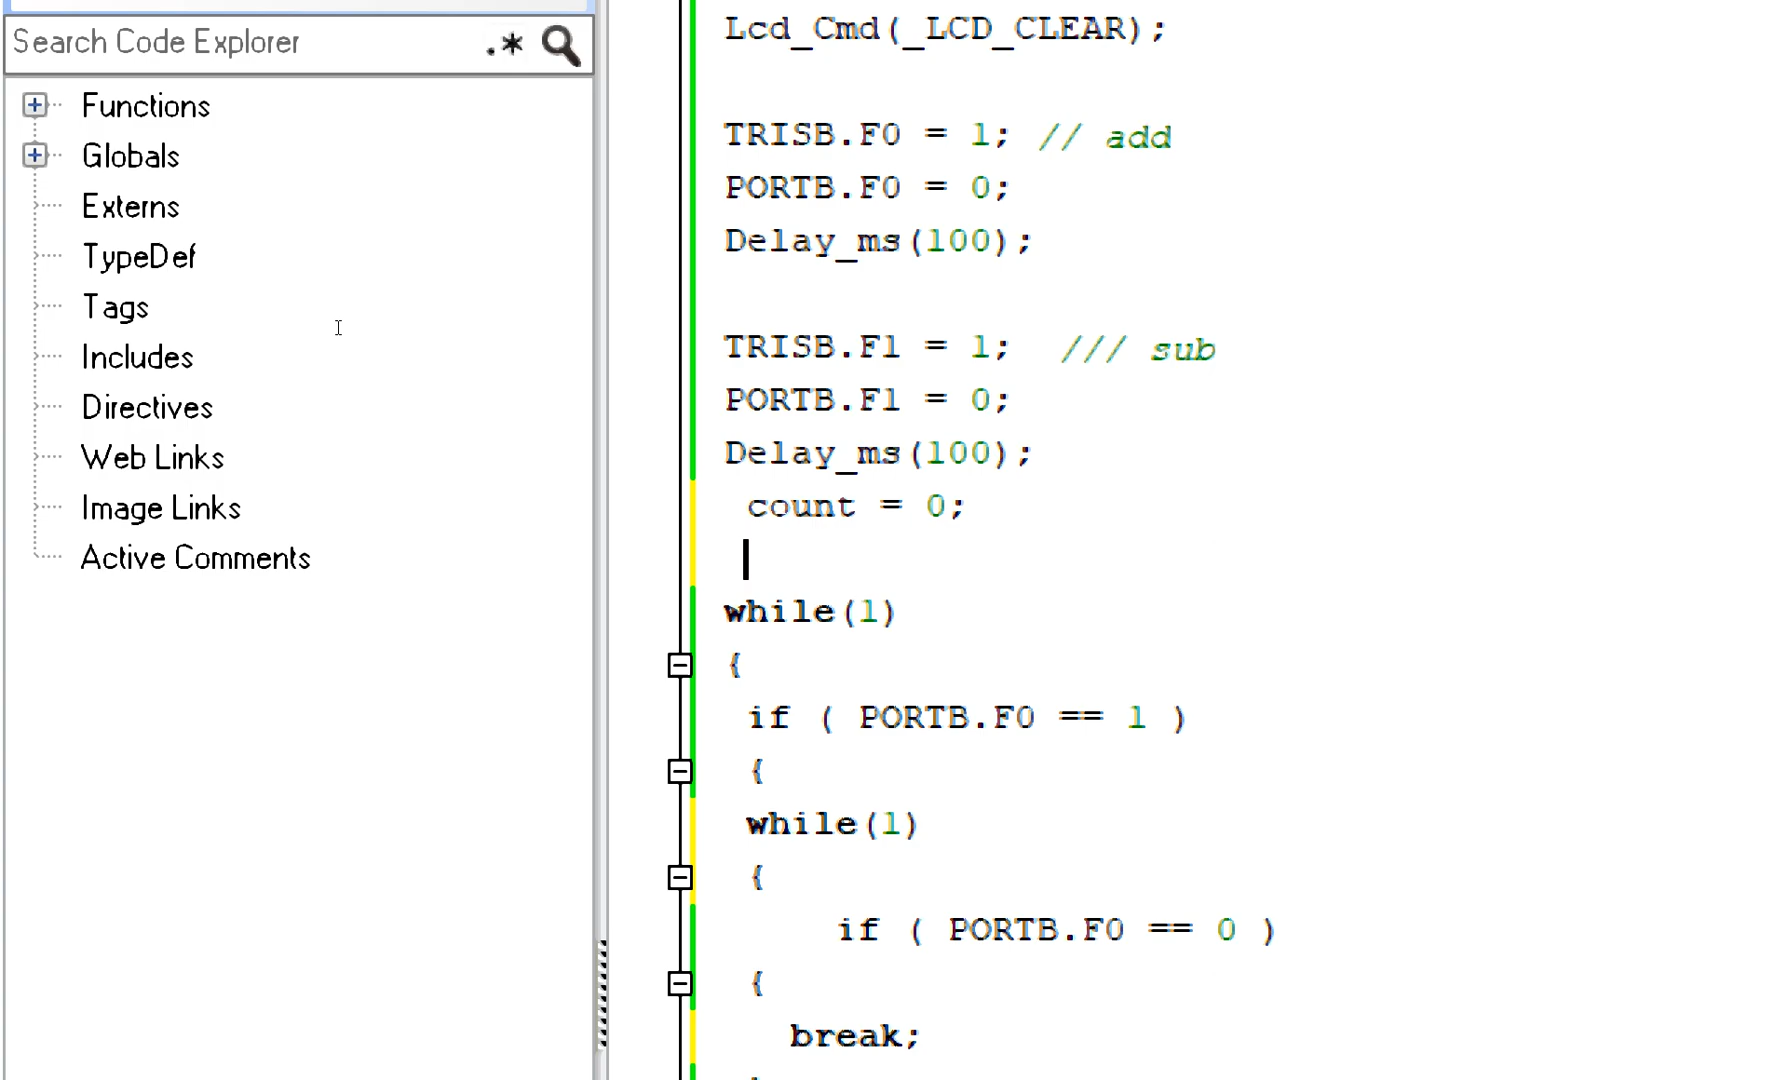 Search Code Explorer .*
Functions
Globals
Externs
TypeDef
Tags
Includes
Directives
Web Links
Image Links
Active Comments
Lcd_Cmd(_LCD_CLEAR);
TRISB.F0 = 1; // add
PORTB.F0 = 0;
Delay_ms(100);
TRISB.F1 = 1; /// sub
PORTB.F1 = 0;
Delay_ms(100);
count = 0;
while(1)
{
if ( PORTB.F0 == 1 )
{
while(1)
{
if ( PORTB.F0 == 0 )
{
break;